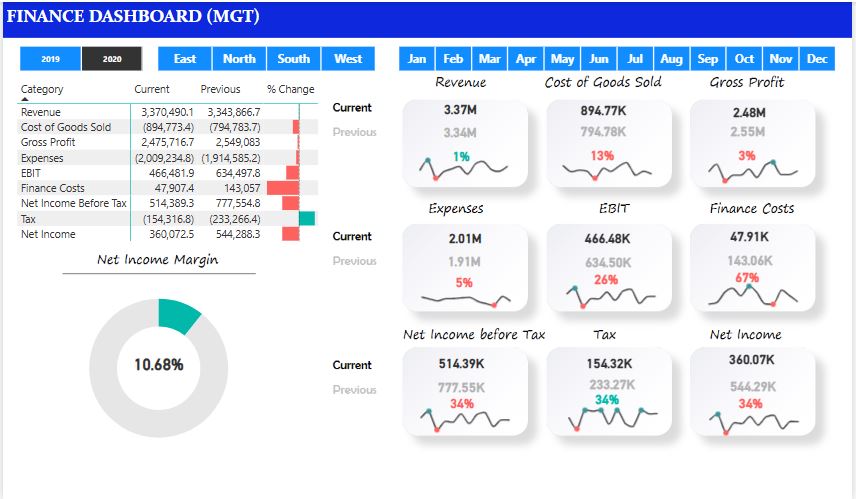 FINANCE DASHBOARD (MGT)
2019 2020 East North South West Jan Feb Mar Apr May Jun Jul Aug Sep Oct Nov Dec
Category Current Previous % Change
Revenue 3,370,490.1 3,343,866.7
Cost of Goods Sold (894,773.4) (794,783.7)
Gross Profit 2,475,716.7 2,549,083
Expenses (2,009,234.8) (1,914,585.2)
EBIT 466,481.9 634,497.8
Finance Costs 47,907.4 143,057
Net Income Before Tax 514,389.3 777,554.8
Tax (154,316.8) (233,266.4)
Net Income 360,072.5 544,288.3
Net Income Margin
10.68%
Revenue Cost of Goods Sold Gross Profit
Current 3.37M 894.77K 2.48M
Previous 3.34M 794.78K 2.55M
1% 13% 3%
Expenses EBIT Finance Costs
Current 2.01M 466.48K 47.91K
Previous 1.91M 634.50K 143.06K
5% 26% 67%
Net Income before Tax Tax Net Income
Current 514.39K 154.32K 360.07K
Previous 777.55K 233.27K 544.29K
34% 34% 34%